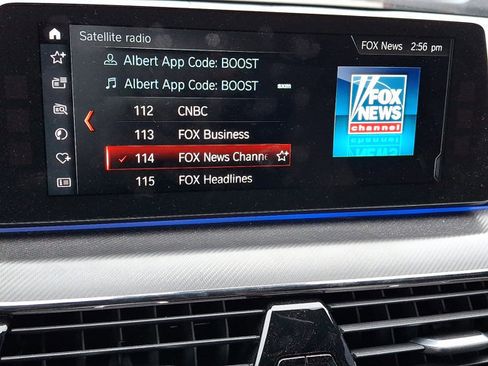 Satellite radio
FOX News 2:56 pm
Albert App Code: BOOST
Albert App Code: BOOST sxm
112 CNBC
113 FOX Business
114 FOX News Channe
115 FOX Headlines
FOX
NEWS
channel